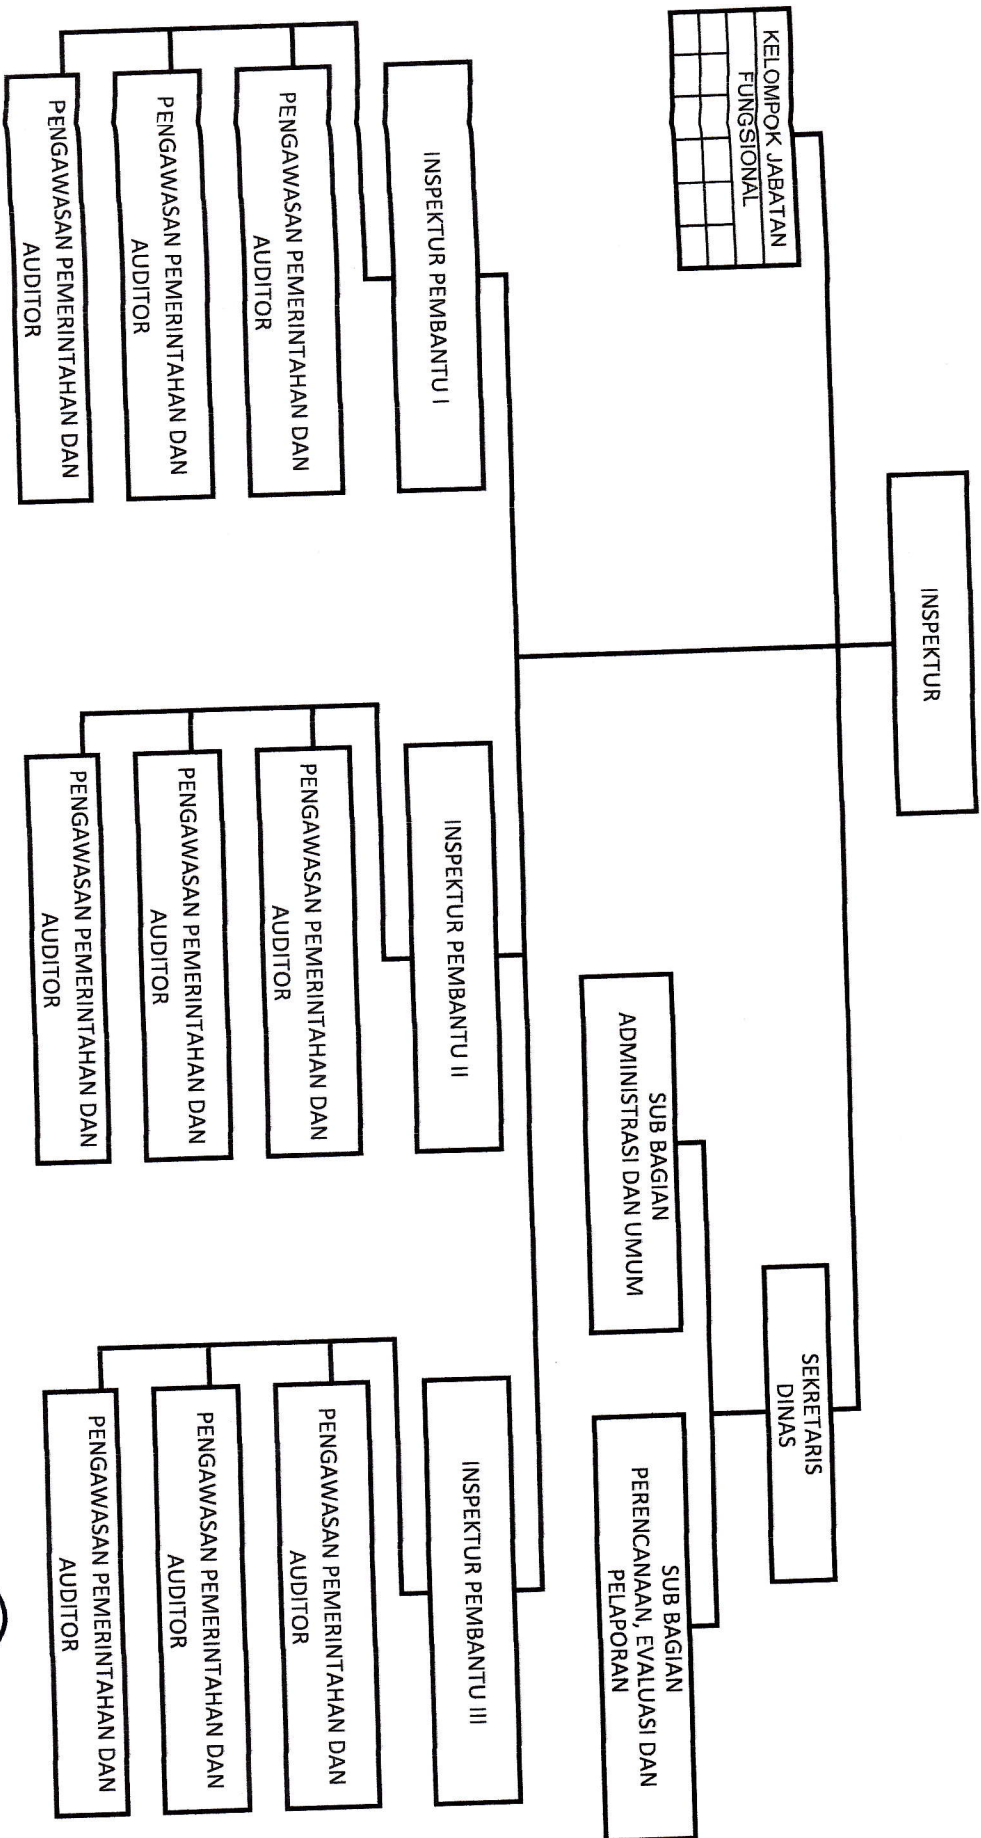 INSPEKTUR
KELOMPOK JABATAN
FUNGSIONAL
SEKRETARIS
DINAS
SUB BAGIAN
ADMINISTRASI DAN UMUM
SUB BAGIAN
PERENCANAAN, EVALUASI DAN
PELAPORAN
INSPEKTUR PEMBANTU I
INSPEKTUR PEMBANTU II
INSPEKTUR PEMBANTU III
PENGAWASAN PEMERINTAHAN DAN
AUDITOR
PENGAWASAN PEMERINTAHAN DAN
AUDITOR
PENGAWASAN PEMERINTAHAN DAN
AUDITOR
PENGAWASAN PEMERINTAHAN DAN
AUDITOR
PENGAWASAN PEMERINTAHAN DAN
AUDITOR
PENGAWASAN PEMERINTAHAN DAN
AUDITOR
PENGAWASAN PEMERINTAHAN DAN
AUDITOR
PENGAWASAN PEMERINTAHAN DAN
AUDITOR
PENGAWASAN PEMERINTAHAN DAN
AUDITOR